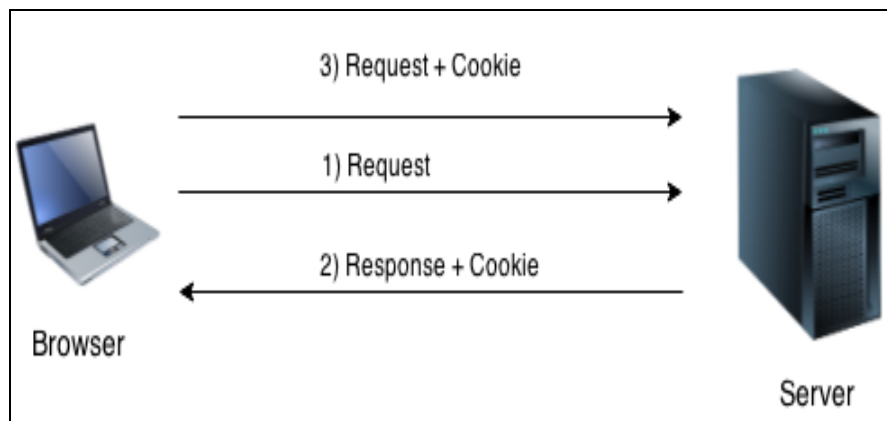 3) Request + Cookie
1) Request
2) Response + Cookie
Browser
Server